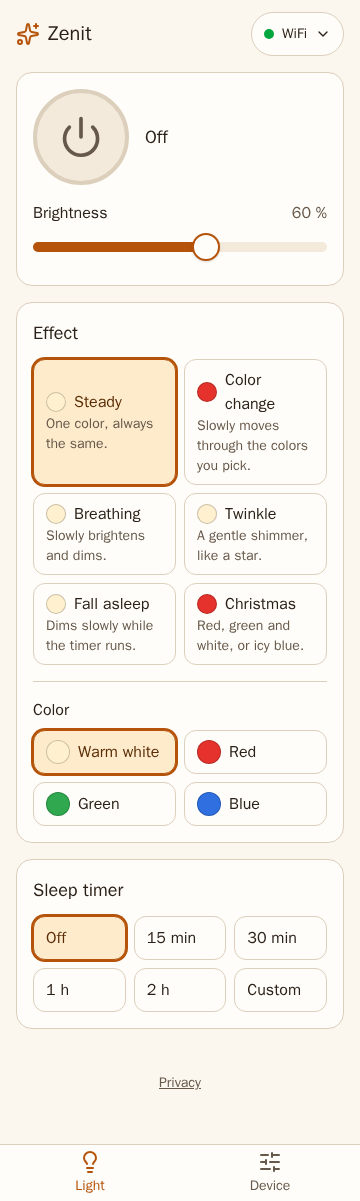 Zenit
WiFi
Off
Brightness
60 %
Effect
Steady
One color, always
the same.
Color
change
Slowly moves
through the colors
you pick.
Breathing
Slowly brightens
and dims.
Twinkle
A gentle shimmer,
like a star.
Fall asleep
Dims slowly while
the timer runs.
Christmas
Red, green and
white, or icy blue.
Color
Warm white
Red
Green
Blue
Sleep timer
Off
15 min
30 min
1 h
2 h
Custom
Privacy
Light
Device